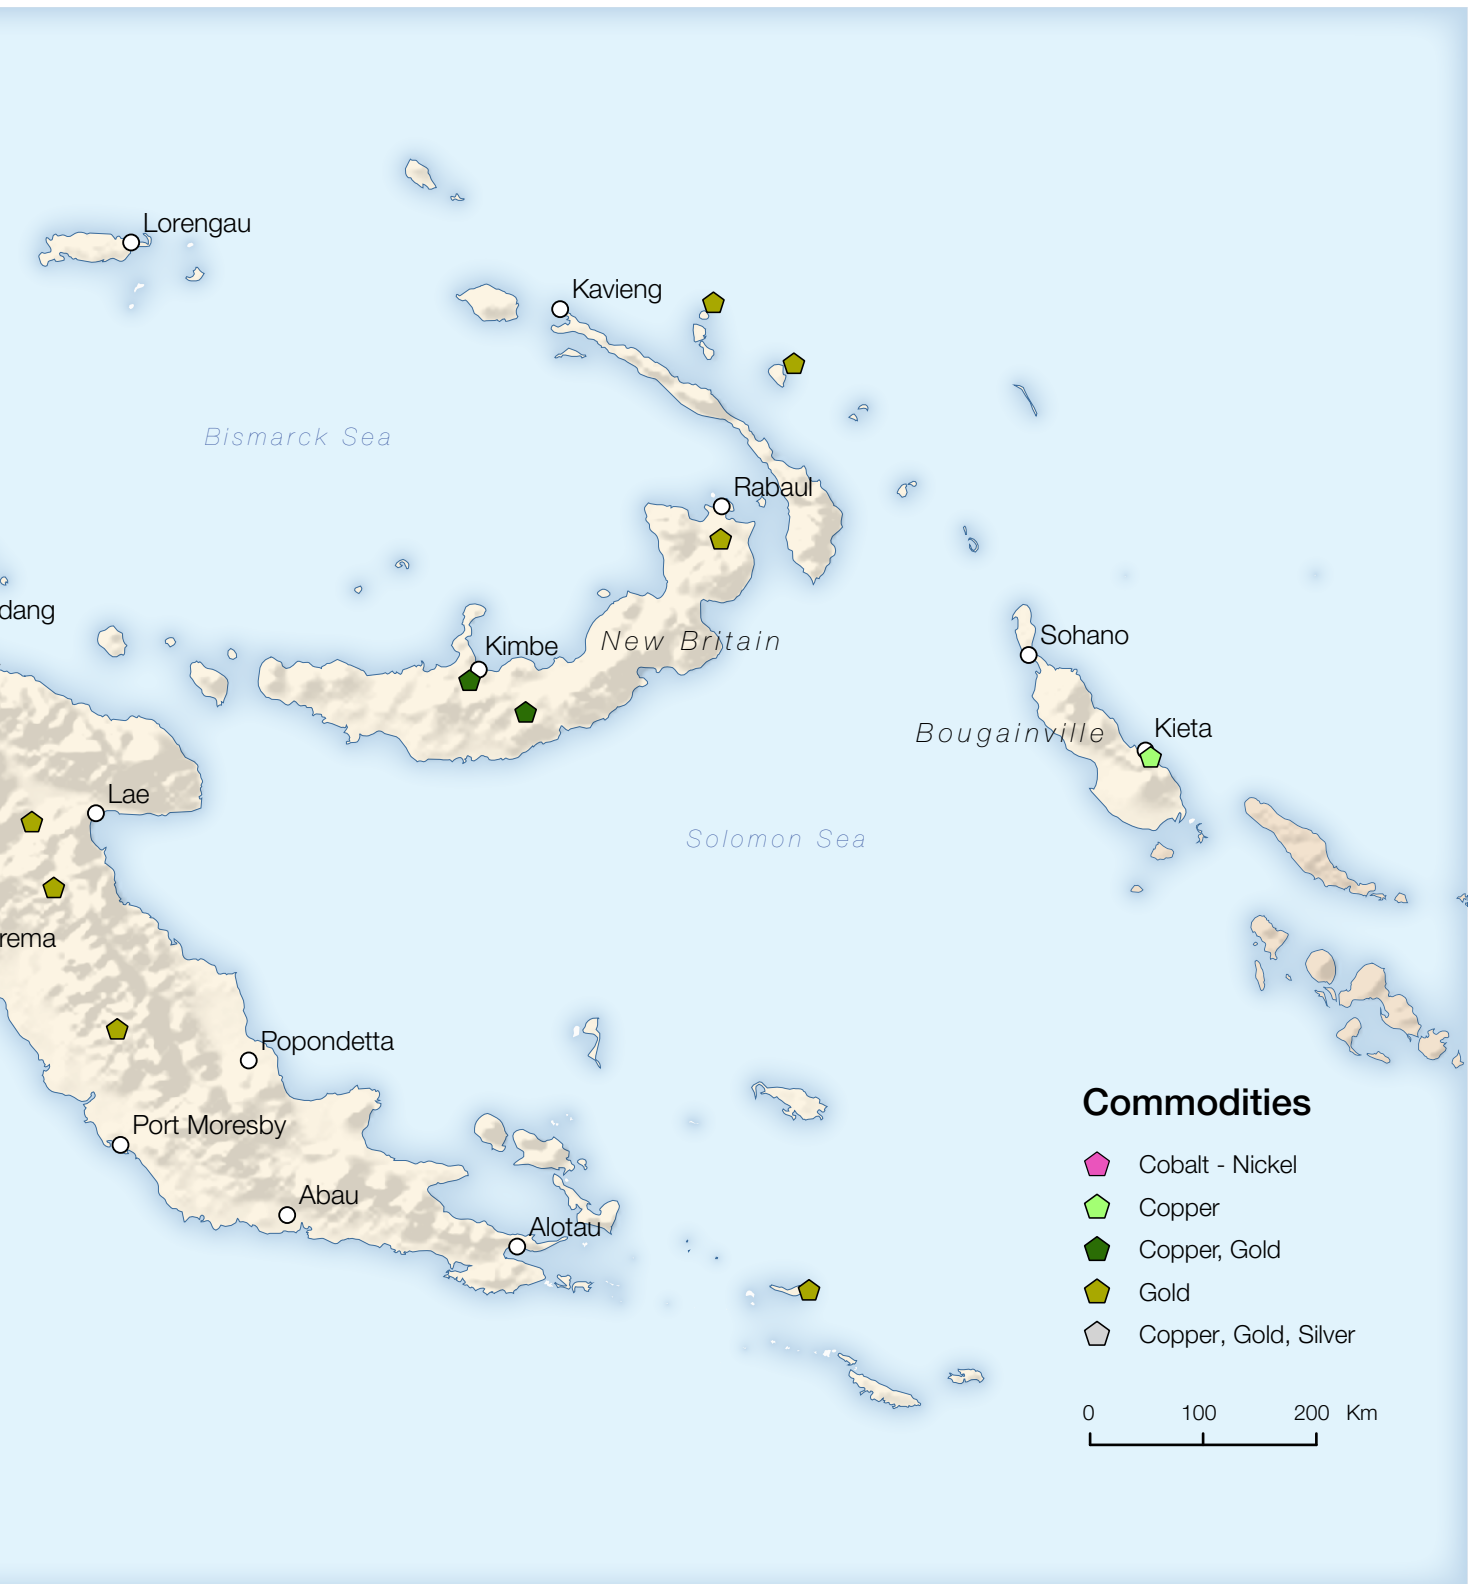 Lorengau
Kavieng
Bismarck Sea
Rabaul
dang
Kimbe
New Britain
Sohano
Bougainville
Kieta
Lae
Solomon Sea
rema
Popondetta
Port Moresby
Abau
Alotau
Commodities
Cobalt - Nickel
Copper
Copper, Gold
Gold
Copper, Gold, Silver
0 100 200 Km